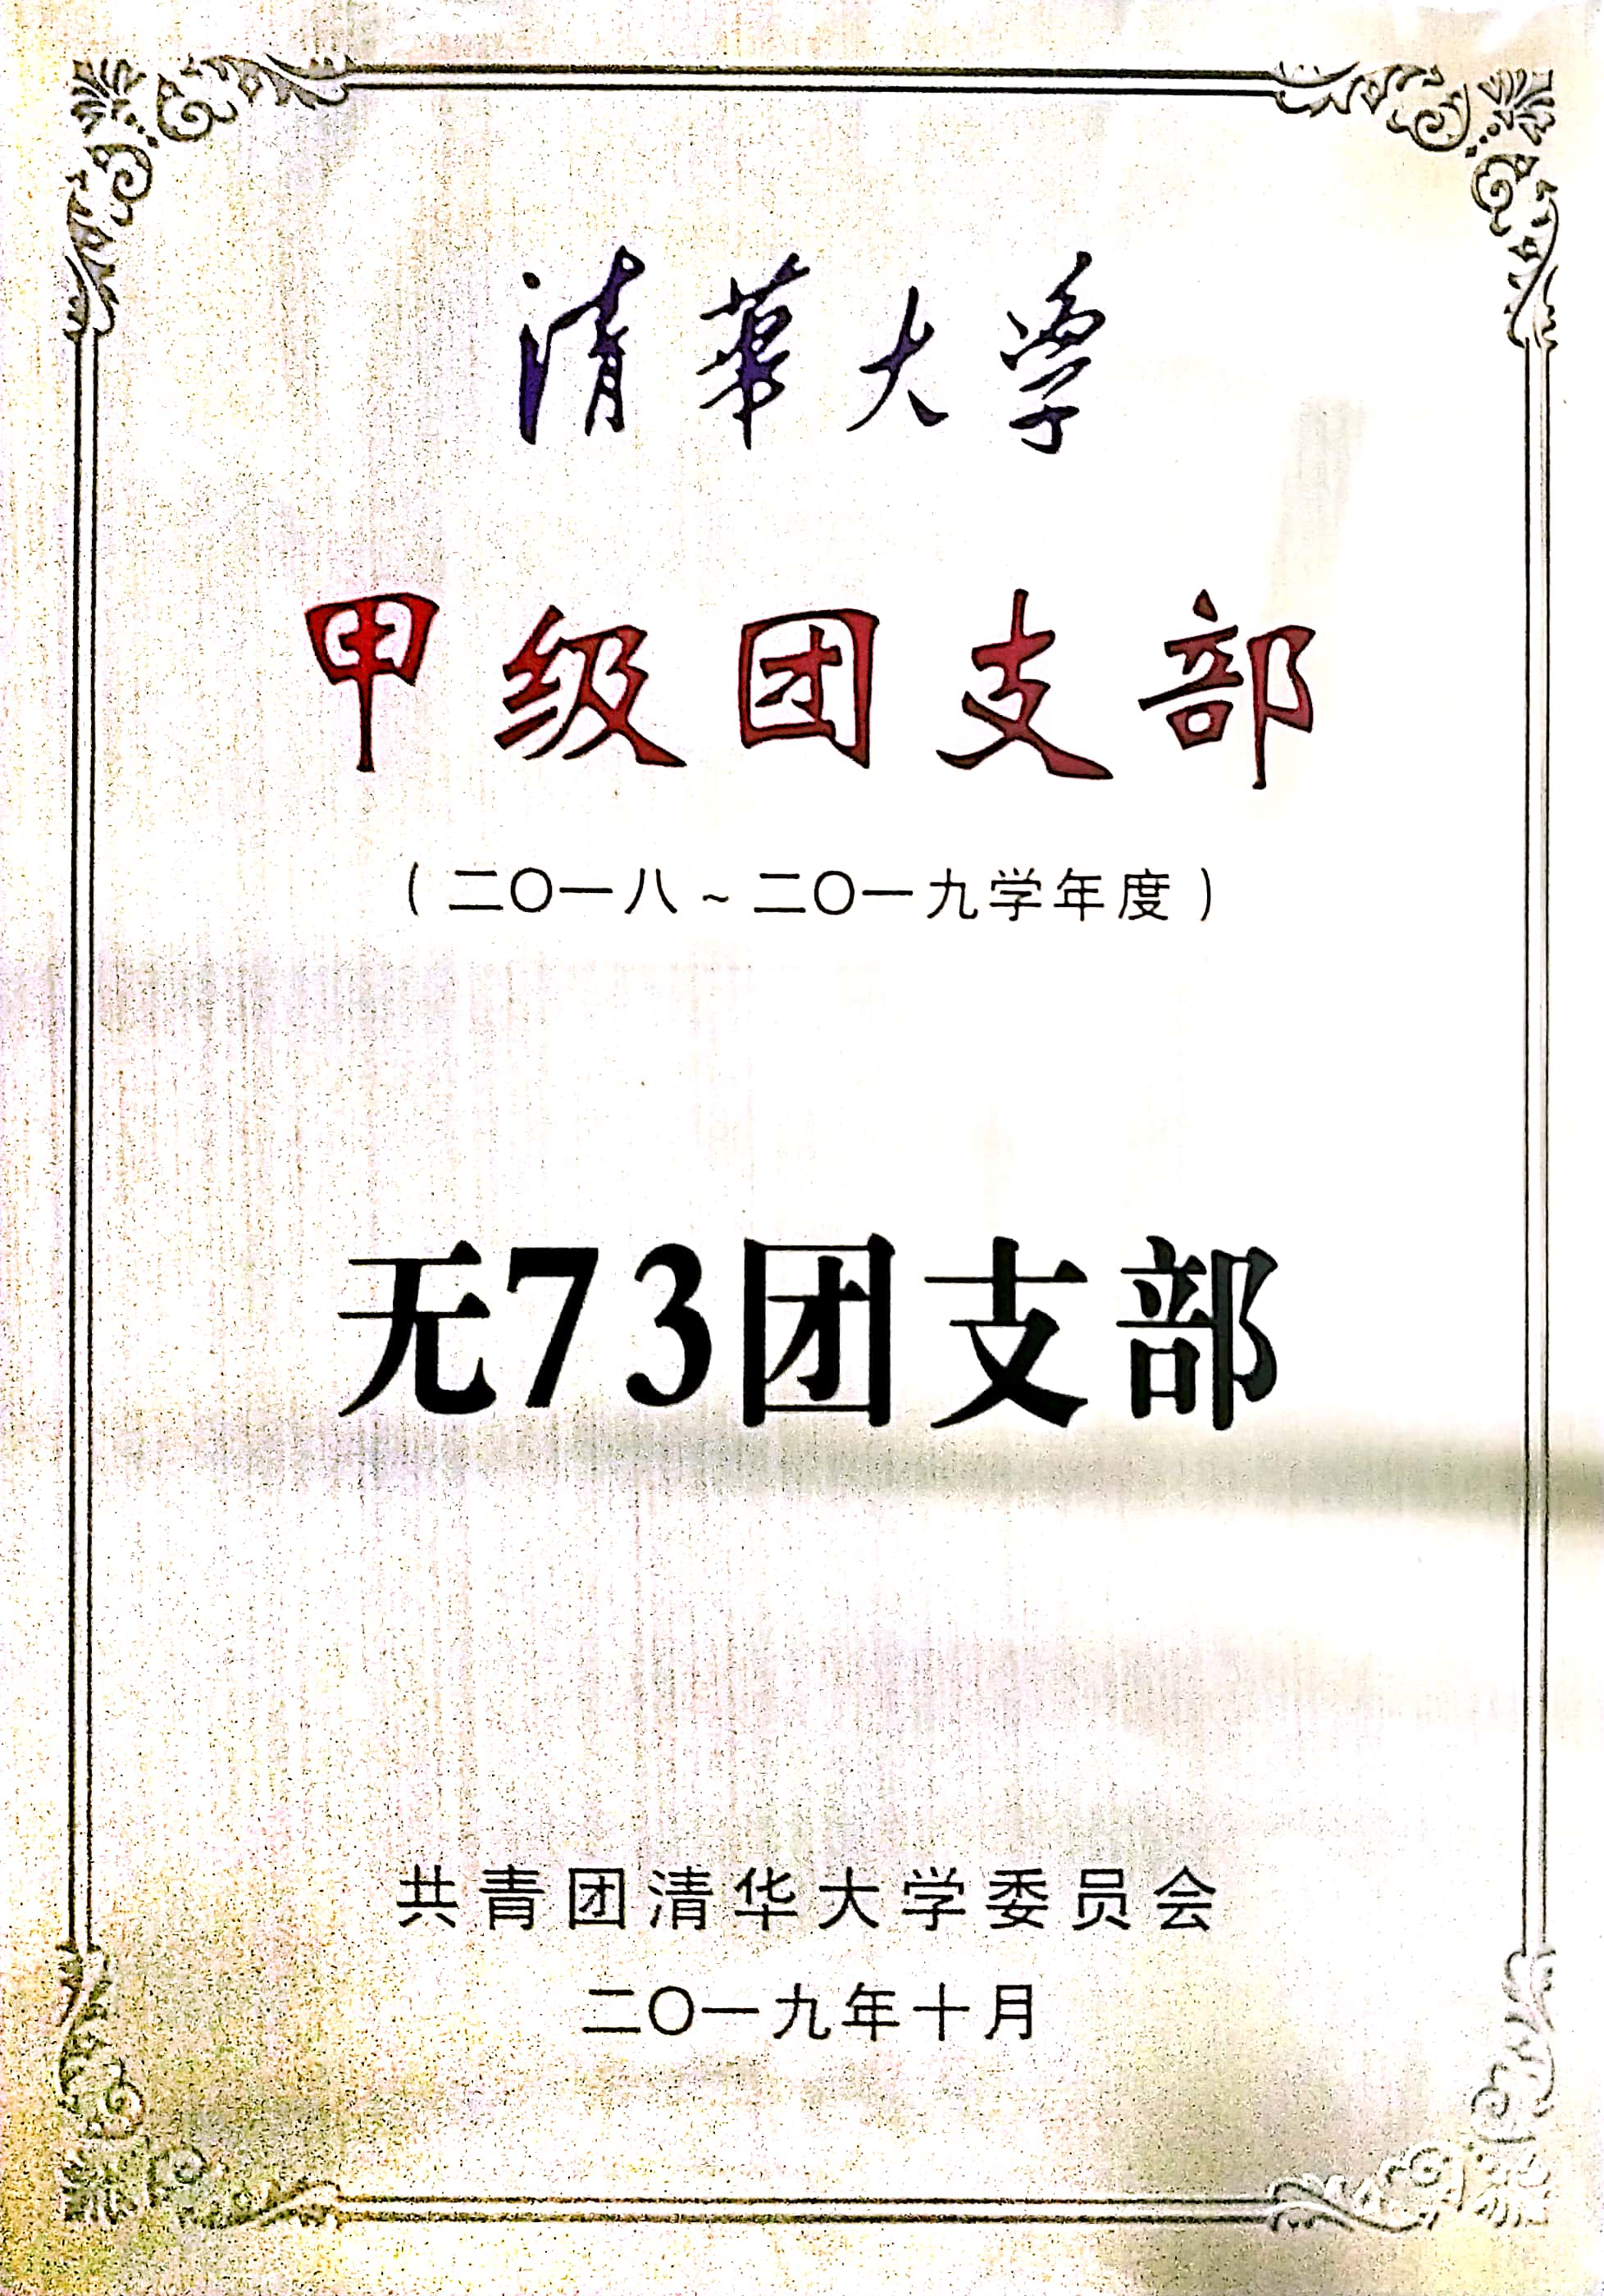 清華大学
甲级团支部
（二〇一八~二〇一九学年度）
无73团支部
共青团清华大学委员会
二〇一九年十月